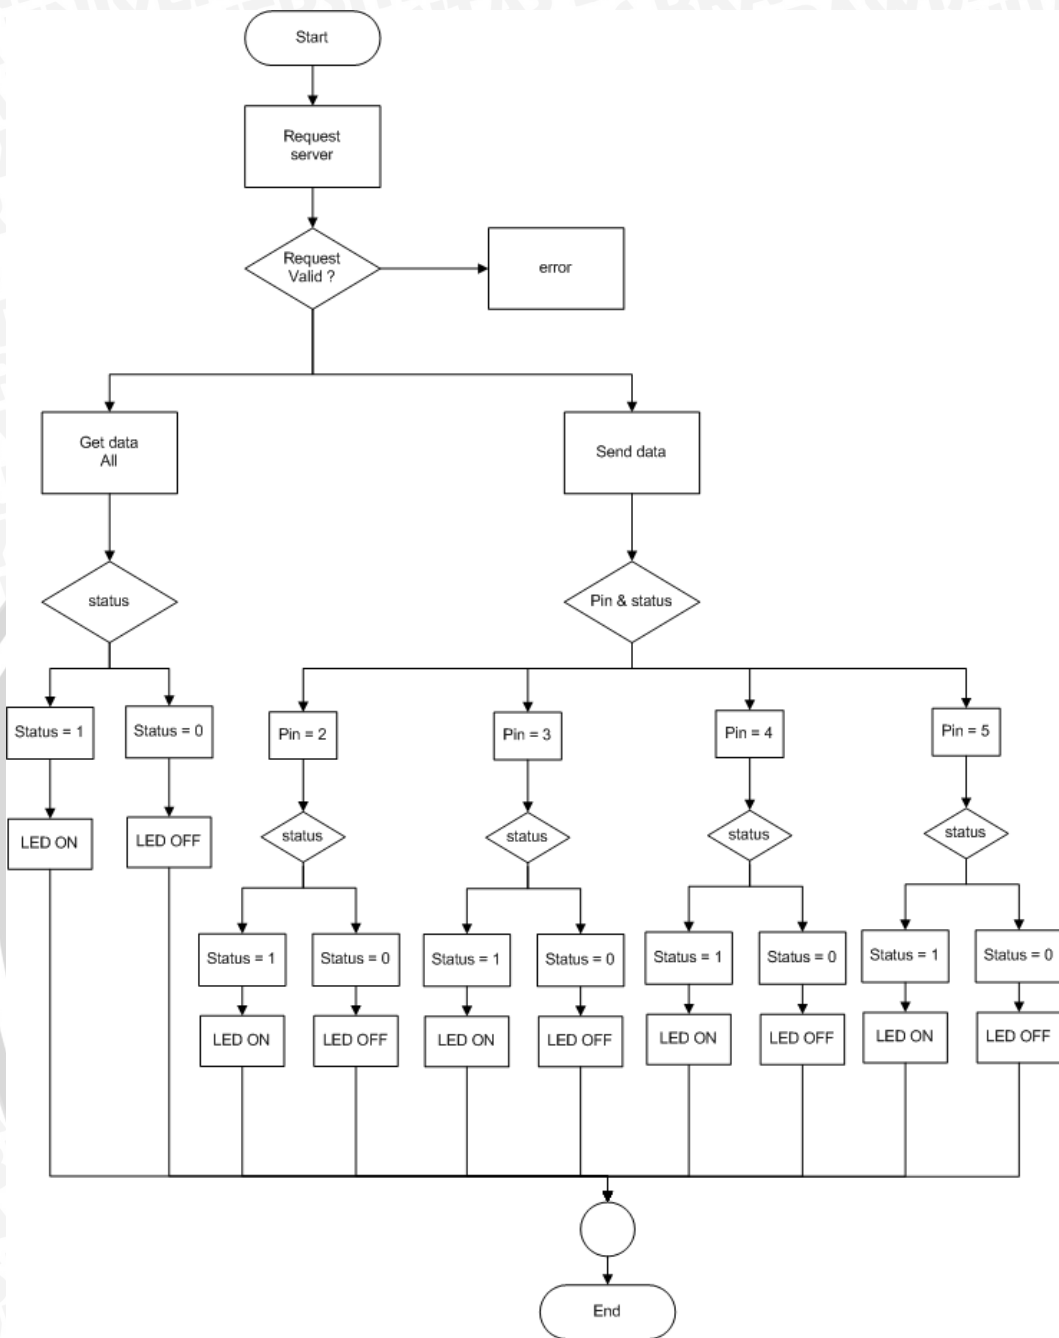 Start
Request
server
Request
Valid ?
error
Get data
All
Send data
status
Pin & status
Status = 1
Status = 0
Pin = 2
Pin = 3
Pin = 4
Pin = 5
LED ON
LED OFF
status
status
status
status
Status = 1
Status = 0
Status = 1
Status = 0
Status = 1
Status = 0
Status = 1
Status = 0
LED ON
LED OFF
LED ON
LED OFF
LED ON
LED OFF
LED ON
LED OFF
End